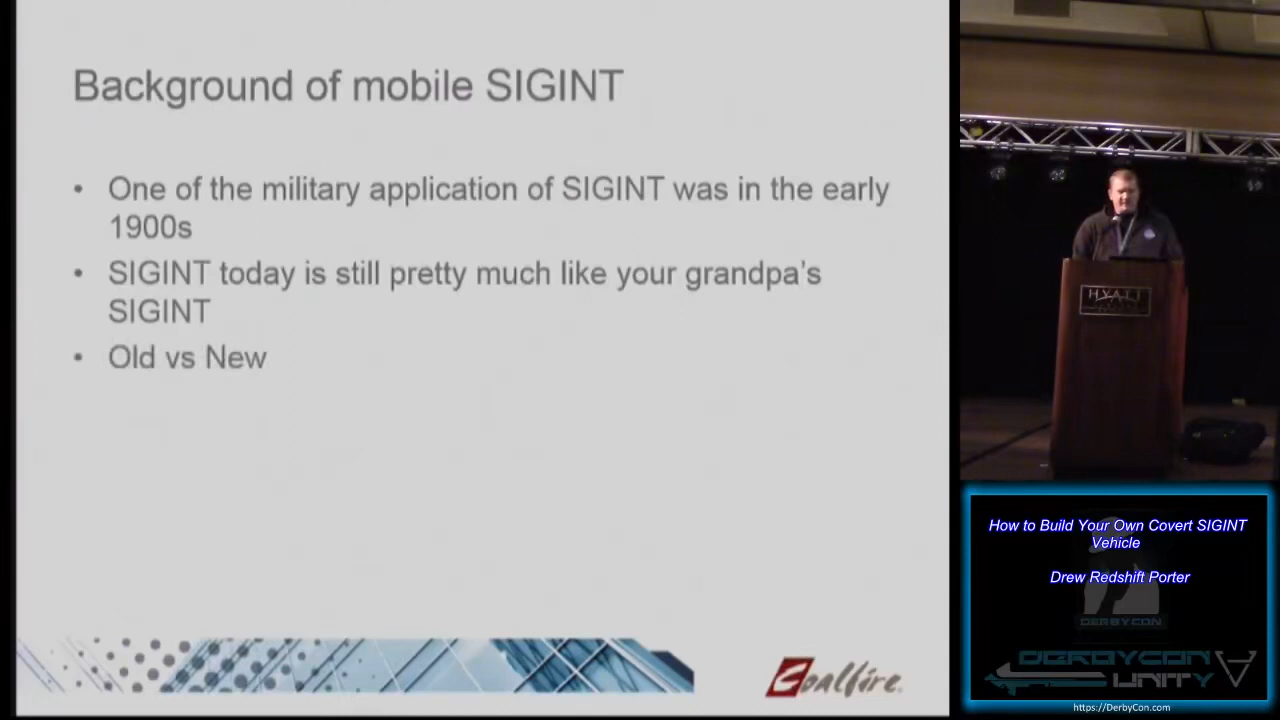 Background of mobile SIGINT
• One of the military application of SIGINT was in the early
1900s
• SIGINT today is still pretty much like your grandpa's
SIGINT
• Old vs New
Coalfire
HYATT
How to Build Your Own Covert SIGINT
Vehicle
Drew Redshift Porter
DERBYCON
DERBYCON
UNITY
https://DerbyCon.com